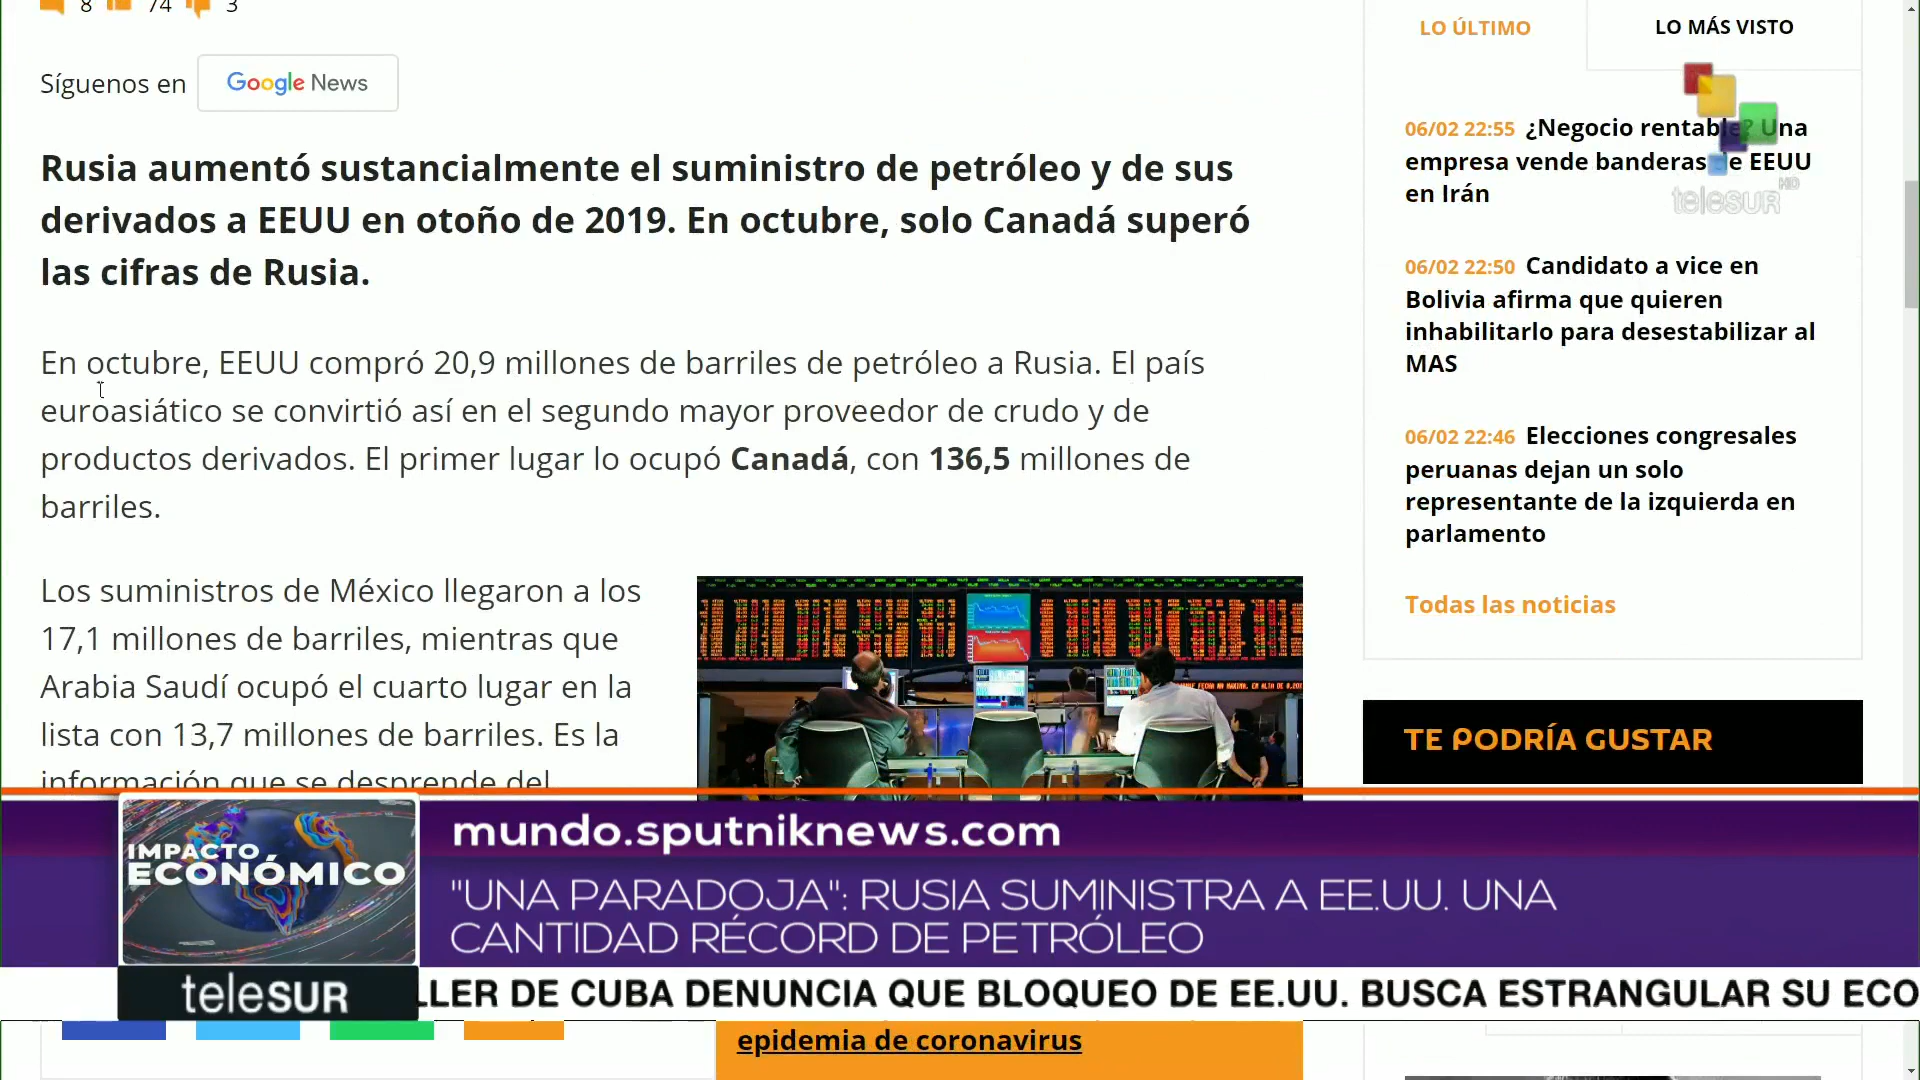 8 74 3
Síguenos en Google News
Rusia aumentó sustancialmente el suministro de petróleo y de sus
derivados a EEUU en otoño de 2019. En octubre, solo Canadá superó
las cifras de Rusia.
En octubre, EEUU compró 20,9 millones de barriles de petróleo a Rusia. El país
euroasiático se convirtió así en el segundo mayor proveedor de crudo y de
productos derivados. El primer lugar lo ocupó Canadá, con 136,5 millones de
barriles.
Los suministros de México llegaron a los
17,1 millones de barriles, mientras que
Arabia Saudí ocupó el cuarto lugar en la
lista con 13,7 millones de barriles. Es la
información que se desprende del
LO ÚLTIMO
LO MÁS VISTO
06/02 22:55 ¿Negocio rentable? Una
empresa vende banderas de EEUU
en Irán
06/02 22:50 Candidato a vice en
Bolivia afirma que quieren
inhabilitarlo para desestabilizar al
MAS
06/02 22:46 Elecciones congresales
peruanas dejan un solo
representante de la izquierda en
parlamento
Todas las noticias
TE PODRÍA GUSTAR
teleSUR HD
IMPACTO
ECONÓMICO
mundo.sputniknews.com
"UNA PARADOJA": RUSIA SUMINISTRA A EE.UU. UNA
CANTIDAD RÉCORD DE PETRÓLEO
teleSUR
LLER DE CUBA DENUNCIA QUE BLOQUEO DE EE.UU. BUSCA ESTRANGULAR SU ECO
epidemia de coronavirus